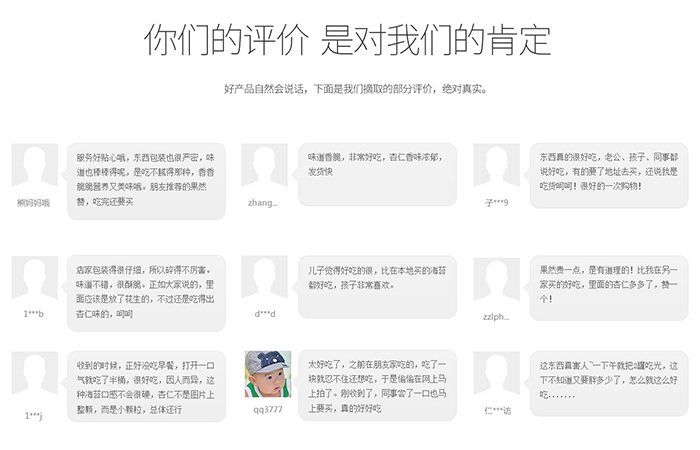 你们的评价 是对我们的肯定
好产品自然会说话，下面是我们摘取的部分评价，绝对真实。
服务好贴心哦，东西包装也很严密，味
道也棒棒得呢，是吃不腻得那种，香香
脆脆营养又美味哦。朋友推荐的果然
赞，吃完还要买
熊妈妈哦
味道香脆，非常好吃，杏仁香味浓郁，
发货快
zhang...
东西真的很好吃，老公、孩子、同事都
说好吃，有的要了地址去买，还说我是
吃货呵呵！很好的一次购物！
子***9
店家包装得很仔细，所以碎得不厉害。
味道不错，很酥脆。正如大家说的，里
面应该是放了花生的，不过还是吃得出
杏仁味的，呵呵
1***b
儿子觉得好吃的很，比在本地买的海苔
都好吃，孩子非常喜欢。
d***d
果然贵一点，是有道理的！比我在另一
家买的好吃，里面的杏仁多多了，赞一
个！
zzlph...
收到的时候，正好没吃早餐，打开一口
气就吃了半桶，很好吃，因人而异，这
种海苔口感不会很硬，杏仁不是图片上
整颗，而是小颗粒，总体还行
1***j
太好吃了，之前在朋友家吃的，吃了一
块就忍不住还想吃，于是偷偷在网上马
上拍了。刚收到了，同事尝了一口也马
上要买，真的好好吃
qq3777
这东西真害人~一下午就把2罐吃光，这
下不知道又要胖多少了，怎么就这么好
吃.......
仁***访